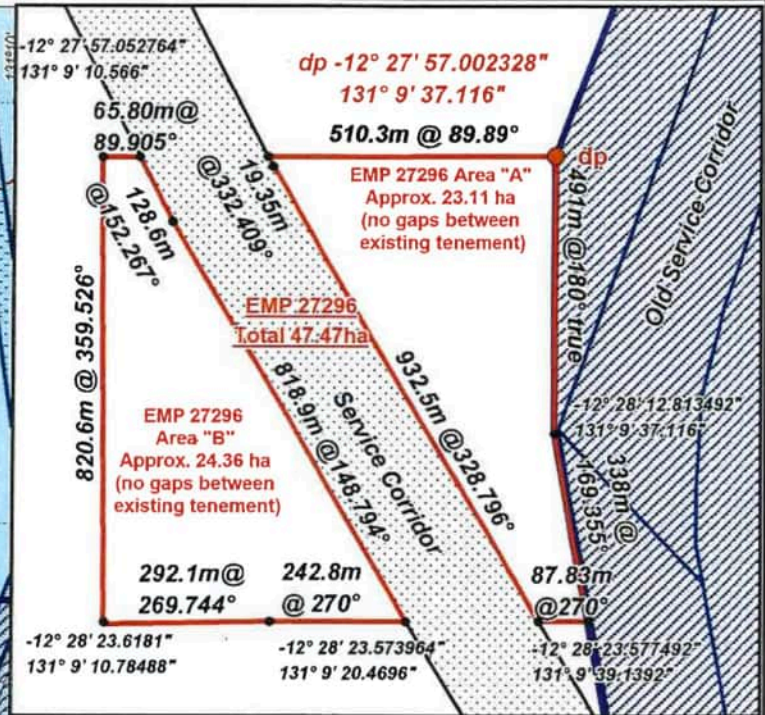 -12° 27' 57.052764"
131° 9' 10.566"
131°10'
dp -12° 27' 57.002328"
131° 9' 37.116"
65.80m@
89.905°
510.3m @ 89.89°
dp
19.35m
@332.409°
EMP 27296 Area "A"
Approx. 23.11 ha
(no gaps between
existing tenement)
128.6m
@152.267°
491m @180° true
Old Service Corridor
820.6m @ 359.526°
EMP 27296
Total 47.47ha
932.5m @328.796°
818.9m @148.794°
Service Corridor
-12° 28' 12.813492"
131° 9' 37.116"
EMP 27296
Area "B"
Approx. 24.36 ha
(no gaps between
existing tenement)
338m @
169.355°
292.1m@
269.744°
242.8m
@ 270°
87.83m
@270°
-12° 28' 23.6181"
131° 9' 10.78488"
-12° 28' 23.573964"
131° 9' 20.4696"
-12° 28' 23.577492"
131° 9' 39.1392"